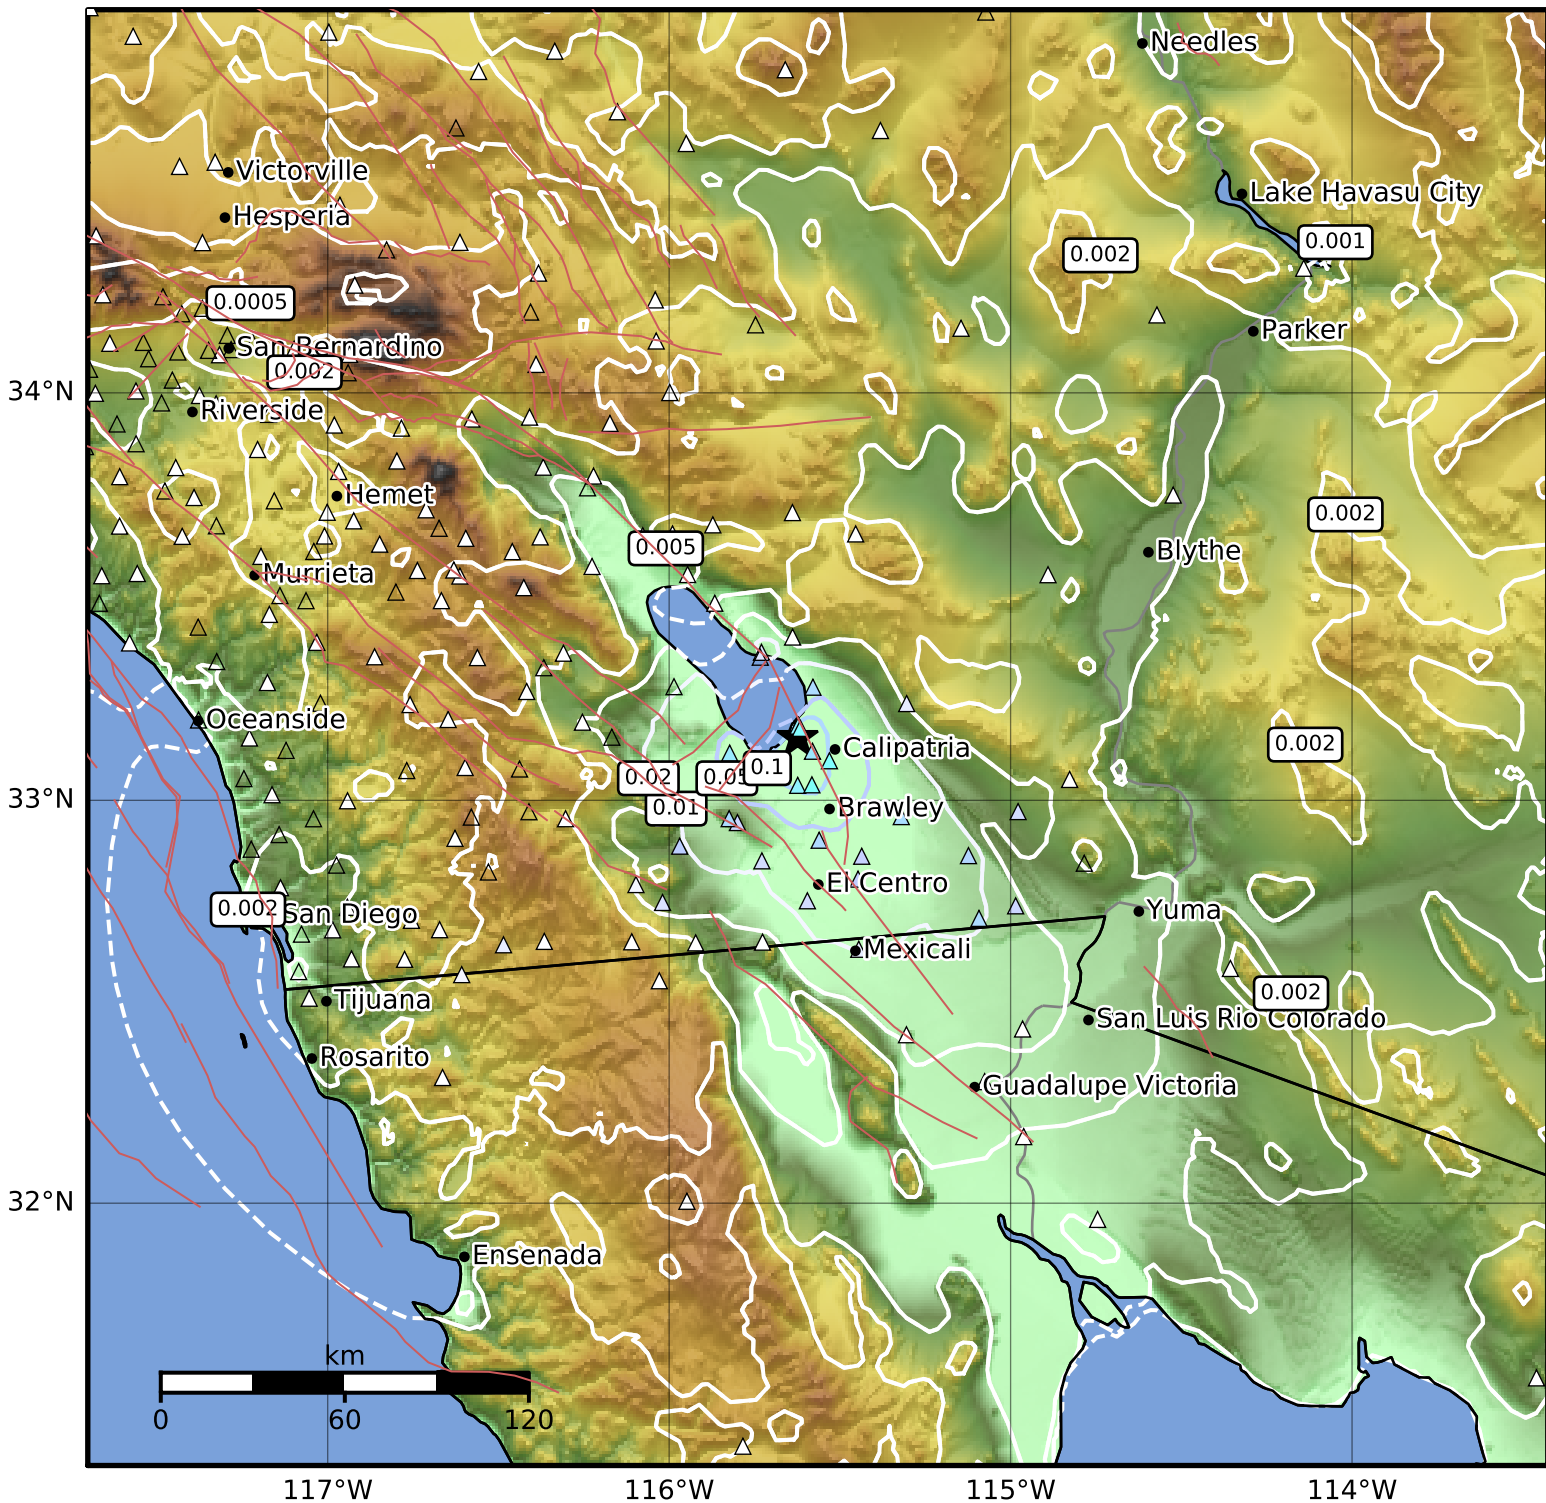 Needles
Victorville
Lake Havasu City
Hesperia
0.001
0.002
0.0005
Parker
San Bernardino
0.002
34°N
Riverside
Hemet
0.002
0.005
Blythe
Murrieta
Oceanside
0.002
Calipatria
0.1
0.02
0.05
33°N
0.01
Brawley
El Centro
0.002
San Diego
Yuma
Mexicali
0.002
Tijuana
San Luis Rio Colorado
Rosarito
Guadalupe Victoria
32°N
Ensenada
km
0
60
120
117°W
116°W
115°W
114°W